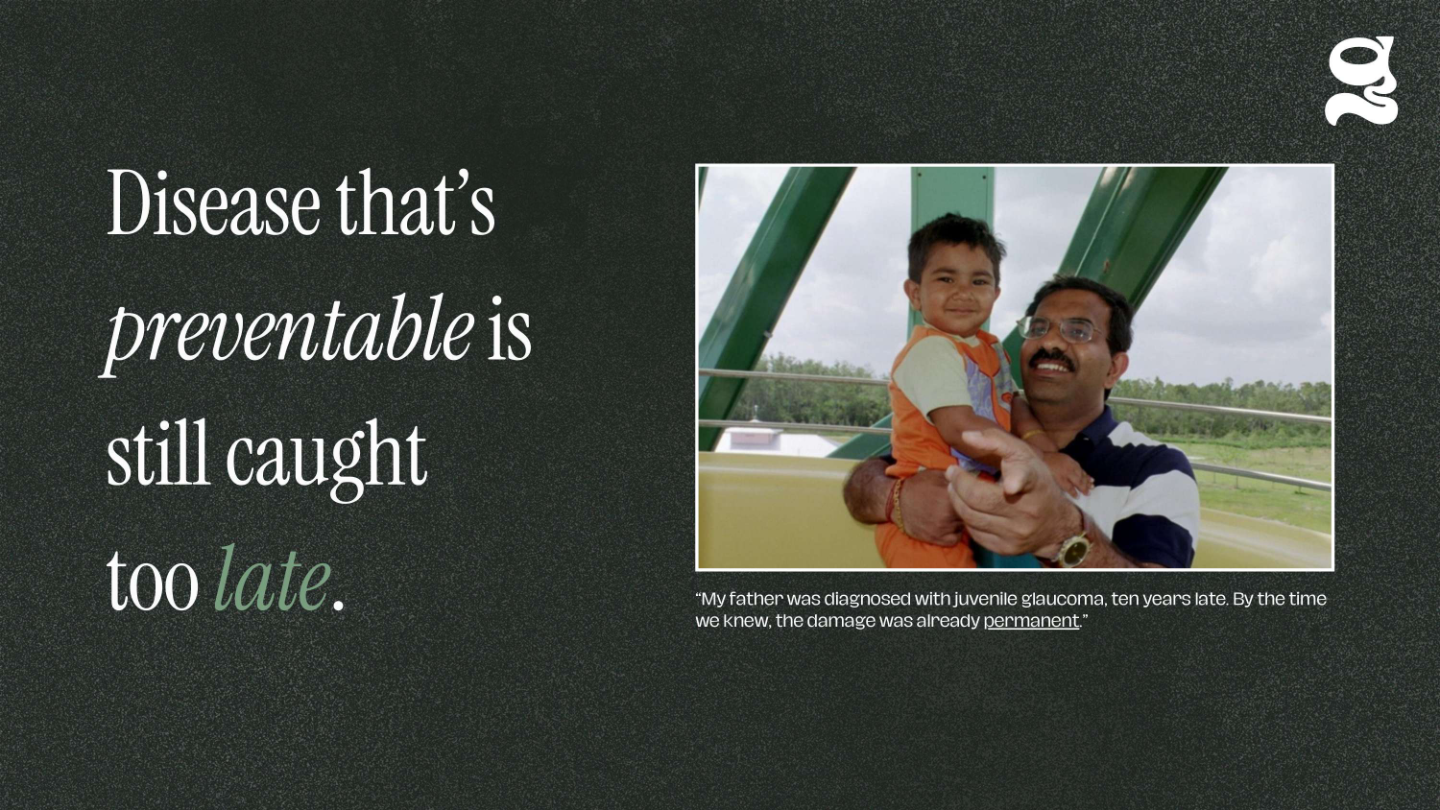 Disease that’s
preventable is
still caught
too late.
“My father was diagnosed with juvenile glaucoma, ten years late. By the time
we knew, the damage was already permanent.”
g